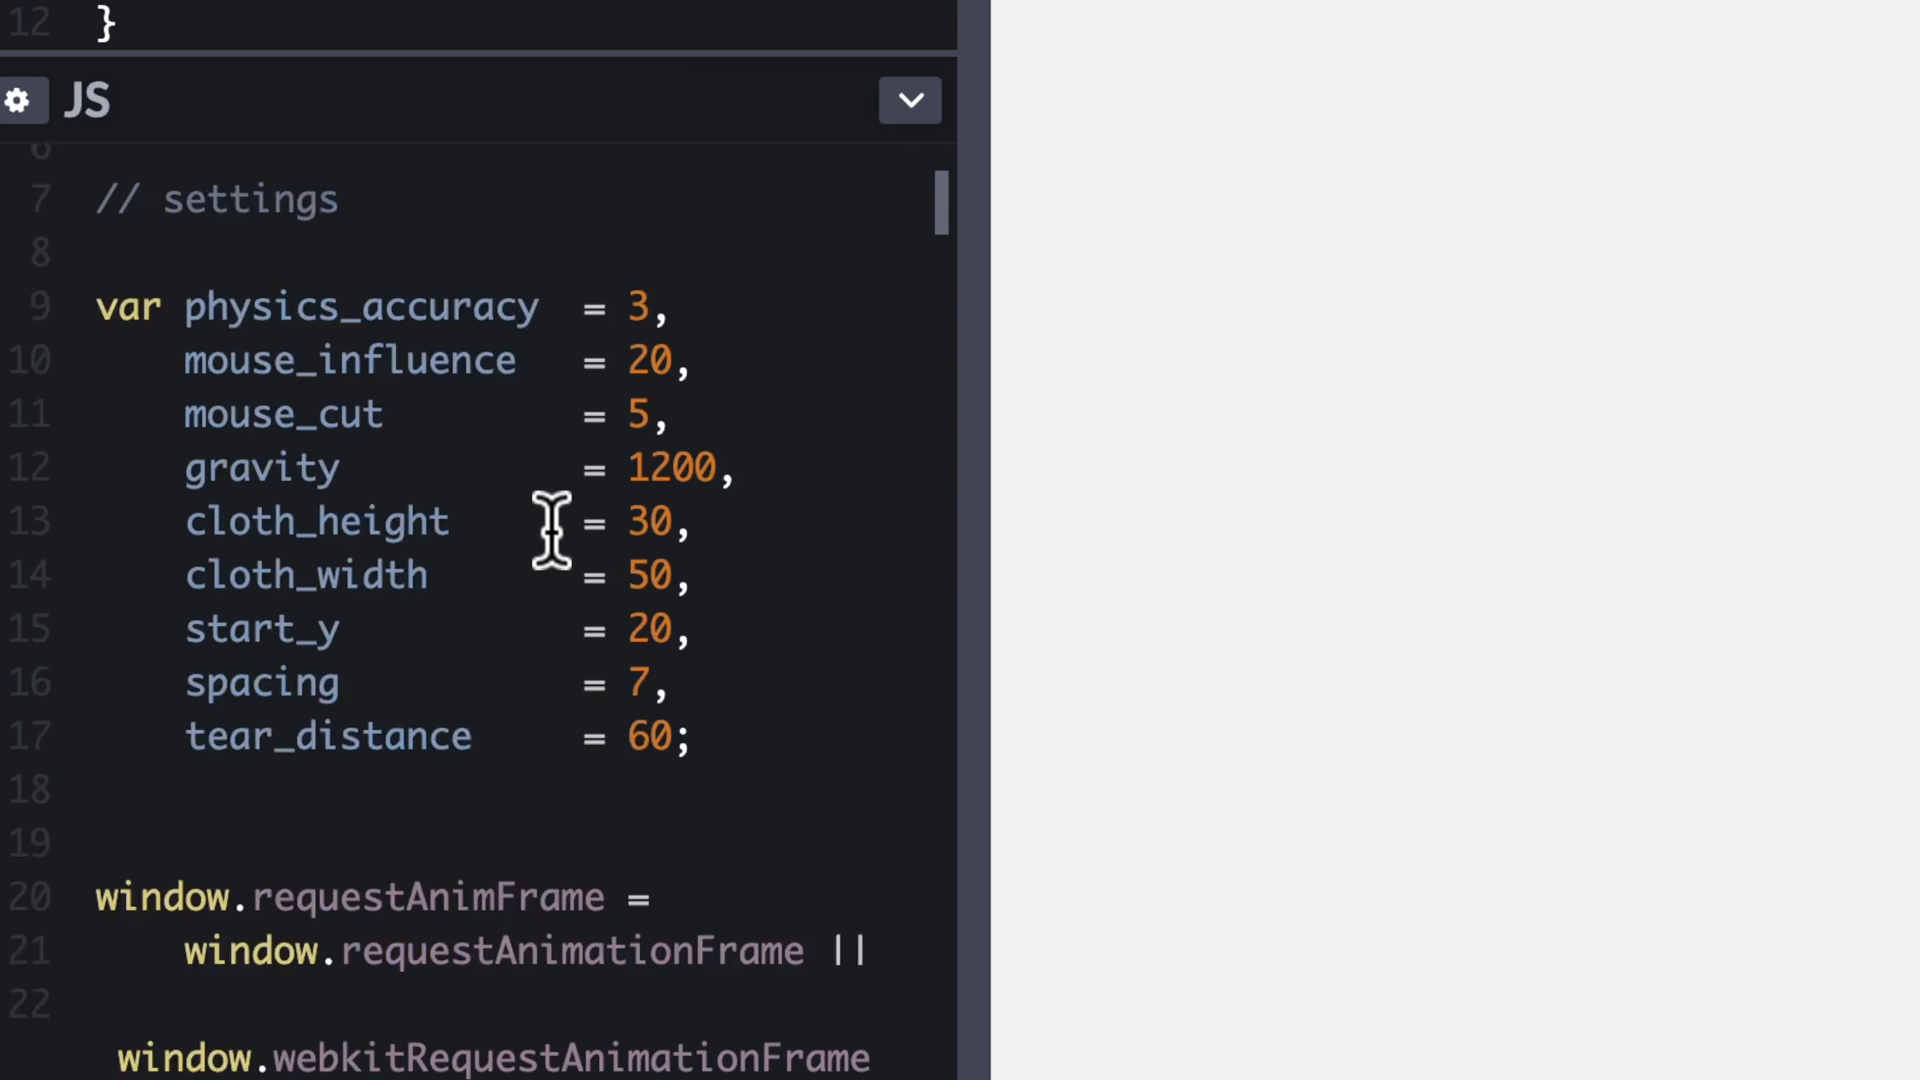 12 }
JS
6
7 // settings
8
9 var physics_accuracy = 3,
10 mouse_influence = 20,
11 mouse_cut = 5,
12 gravity = 1200,
13 cloth_height = 30,
14 cloth_width = 50,
15 start_y = 20,
16 spacing = 7,
17 tear_distance = 60;
18
19
20 window.requestAnimFrame =
21 window.requestAnimationFrame ||
22
window.webkitRequestAnimationFrame